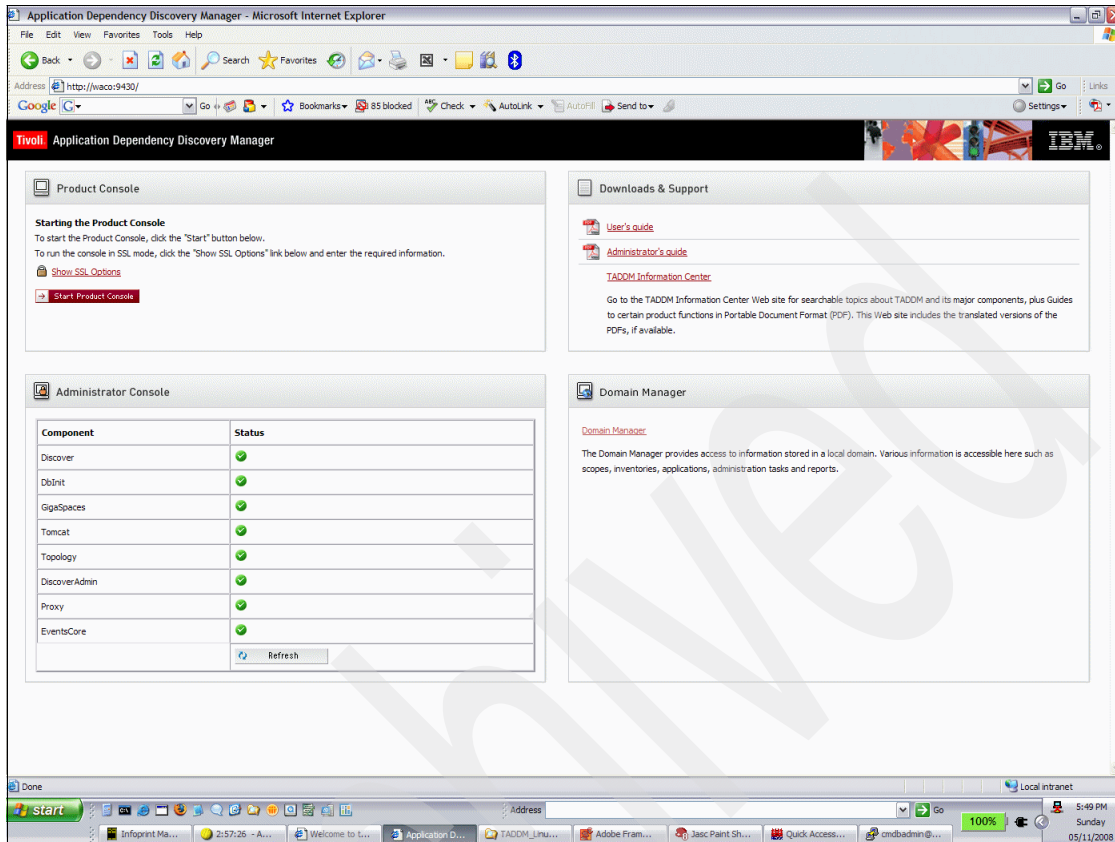 Application Dependency Discovery Manager - Microsoft Internet Explorer
File Edit View Favorites Tools Help
Back Search Favorites
Address http://waco:9430/ Go Links
Google G Go Bookmarks 85 blocked Check AutoLink AutoFill Send to Settings
Tivoli. Application Dependency Discovery Manager IBM®
Product Console
Starting the Product Console
To start the Product Console, click the "Start" button below.
To run the console in SSL mode, click the "Show SSL Options" link below and enter the required information.
Show SSL Options
Start Product Console
Downloads & Support
User's guide
Administrator's guide
TADDM Information Center
Go to the TADDM Information Center Web site for searchable topics about TADDM and its major components, plus Guides
to certain product functions in Portable Document Format (PDF). This Web site includes the translated versions of the
PDFs, if available.
Administrator Console
Component Status
Discover
DbInit
GigaSpaces
Tomcat
Topology
DiscoverAdmin
Proxy
EventsCore
Refresh
Domain Manager
Domain Manager
The Domain Manager provides access to information stored in a local domain. Various information is accessible here such as
scopes, inventories, applications, administration tasks and reports.
hived
Done Local intranet
start Address Go 100% 5:49 PM
Infoprint Ma... 2:57:26 - A... Welcome to t... Application D... TADDM_Linu... Adobe Fram... Jasc Paint Sh... Quick Access... cmdbadmin@... Sunday
05/11/2008